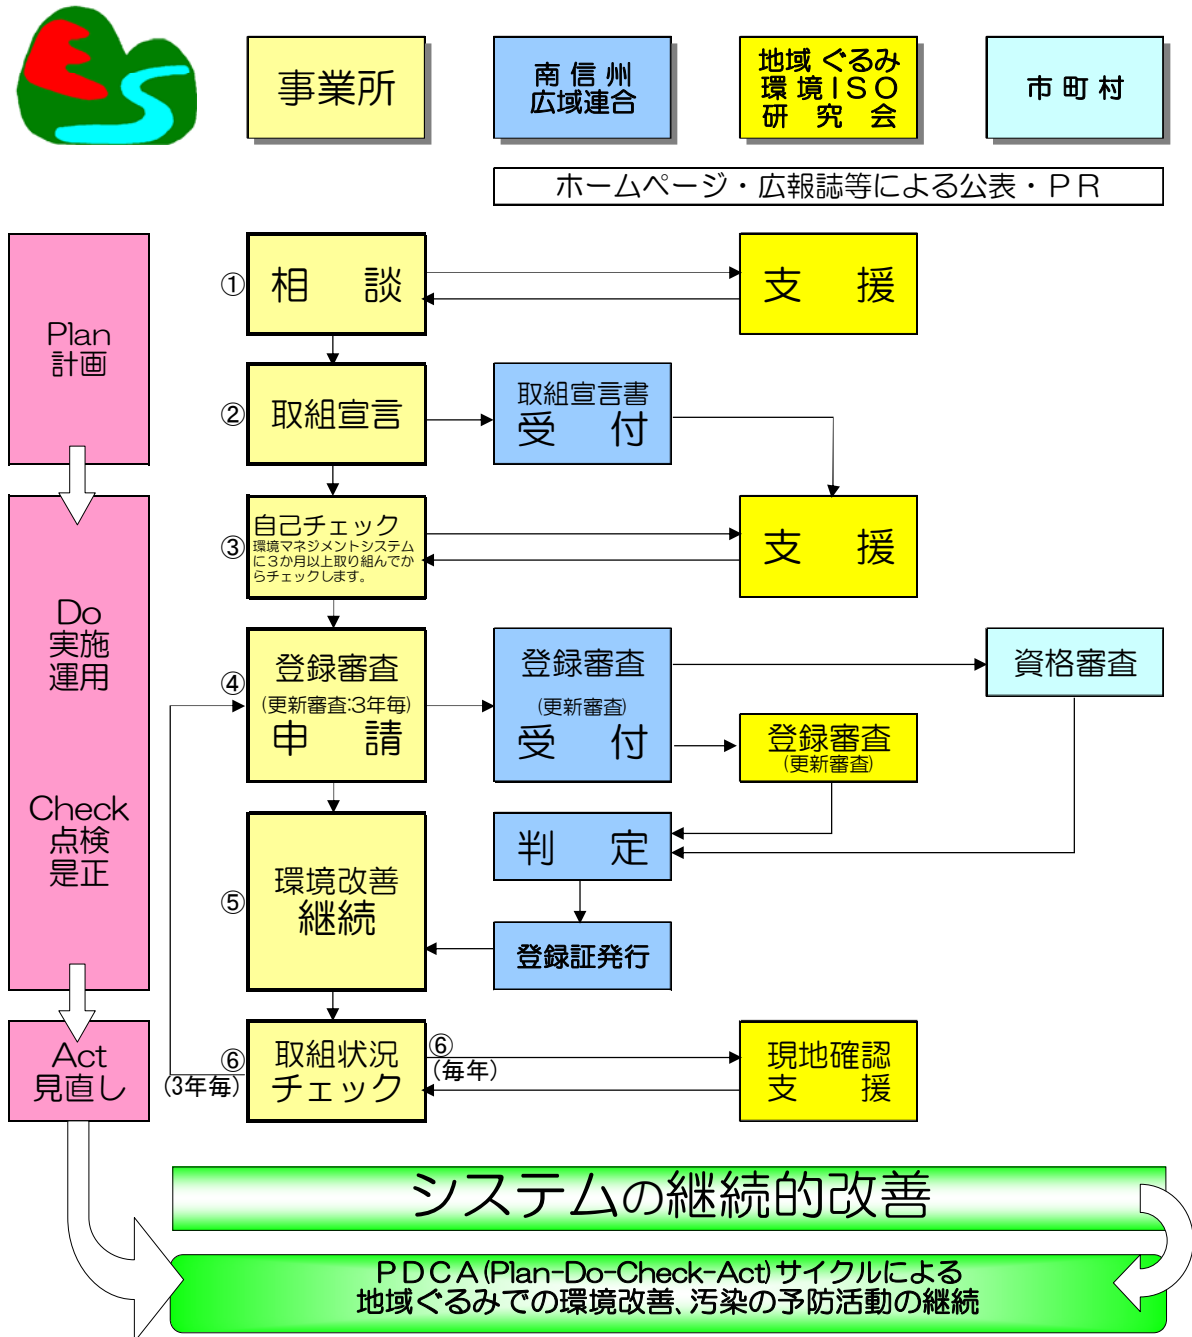 事業所
南信州
広域連合
地域ぐるみ
環境ISO
研究会
市町村
ホームページ・広報誌等による公表・PR
Plan
計画
①
相談
支援
②
取組宣言
取組宣言書
受付
③
自己チェック
環境マネジメントシステム
に3か月以上取り組んでか
らチェックします。
支援
Do
実施
運用
④
登録審査
(更新審査:3年毎)
申請
登録審査
(更新審査)
受付
資格審査
登録審査
(更新審査)
Check
点検
是正
⑤
環境改善
継続
判定
登録証発行
Act
見直し
⑥
(3年毎)
取組状況
チェック
⑥
(毎年)
現地確認
支援
システムの継続的改善
PDCA(Plan-Do-Check-Act)サイクルによる
地域ぐるみでの環境改善、汚染の予防活動の継続